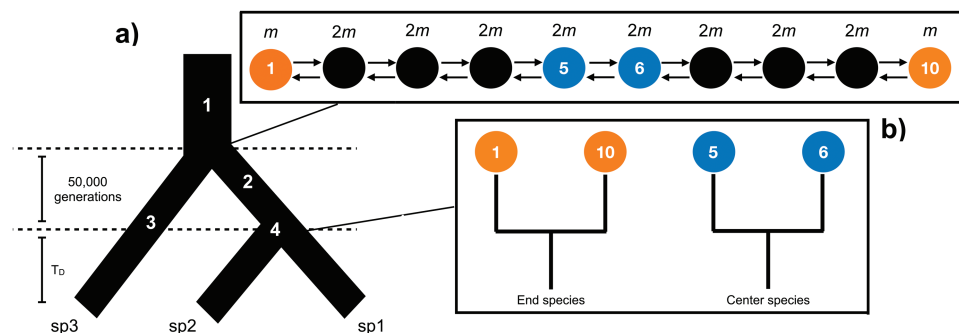 a)
m 2m 2m 2m 2m 2m 2m 2m 2m m
1 5 6 10
1
50,000
generations
2
3
4
T_D
sp3 sp2 sp1
b)
1 10 5 6
End species Center species